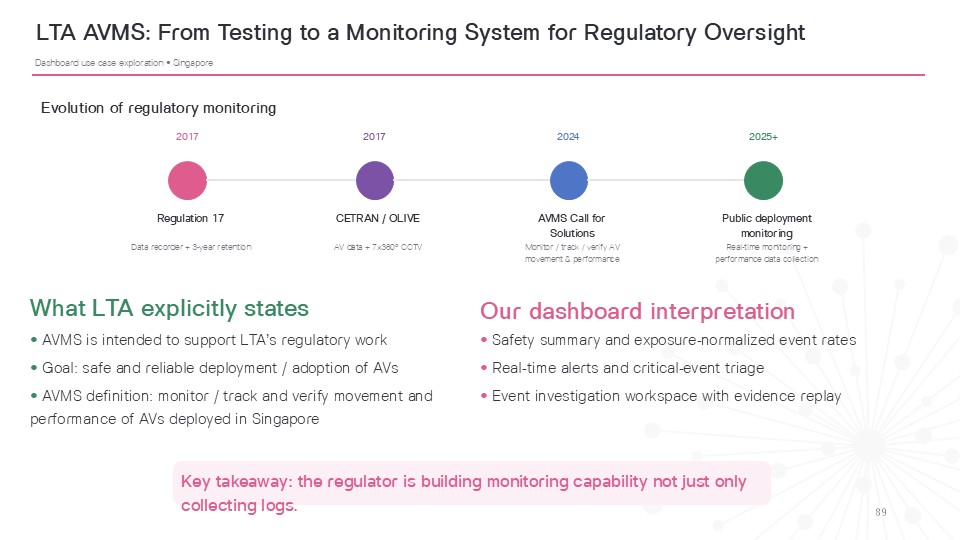 LTA AVMS: From Testing to a Monitoring System for Regulatory Oversight
Dashboard use case exploration • Singapore
Evolution of regulatory monitoring
2017
2017
2024
2025+
Regulation 17
CETRAN / OLIVE
AVMS Call for
Solutions
Public deployment
monitoring
Data recorder + 3-year retention
AV data + 7x360° CCTV
Monitor / track / verify AV
movement & performance
Real-time monitoring +
performance data collection
What LTA explicitly states
• AVMS is intended to support LTA's regulatory work
• Goal: safe and reliable deployment / adoption of AVs
• AVMS definition: monitor / track and verify movement and
performance of AVs deployed in Singapore
Our dashboard interpretation
• Safety summary and exposure-normalized event rates
• Real-time alerts and critical-event triage
• Event investigation workspace with evidence replay
Key takeaway: the regulator is building monitoring capability not just only
collecting logs.
89